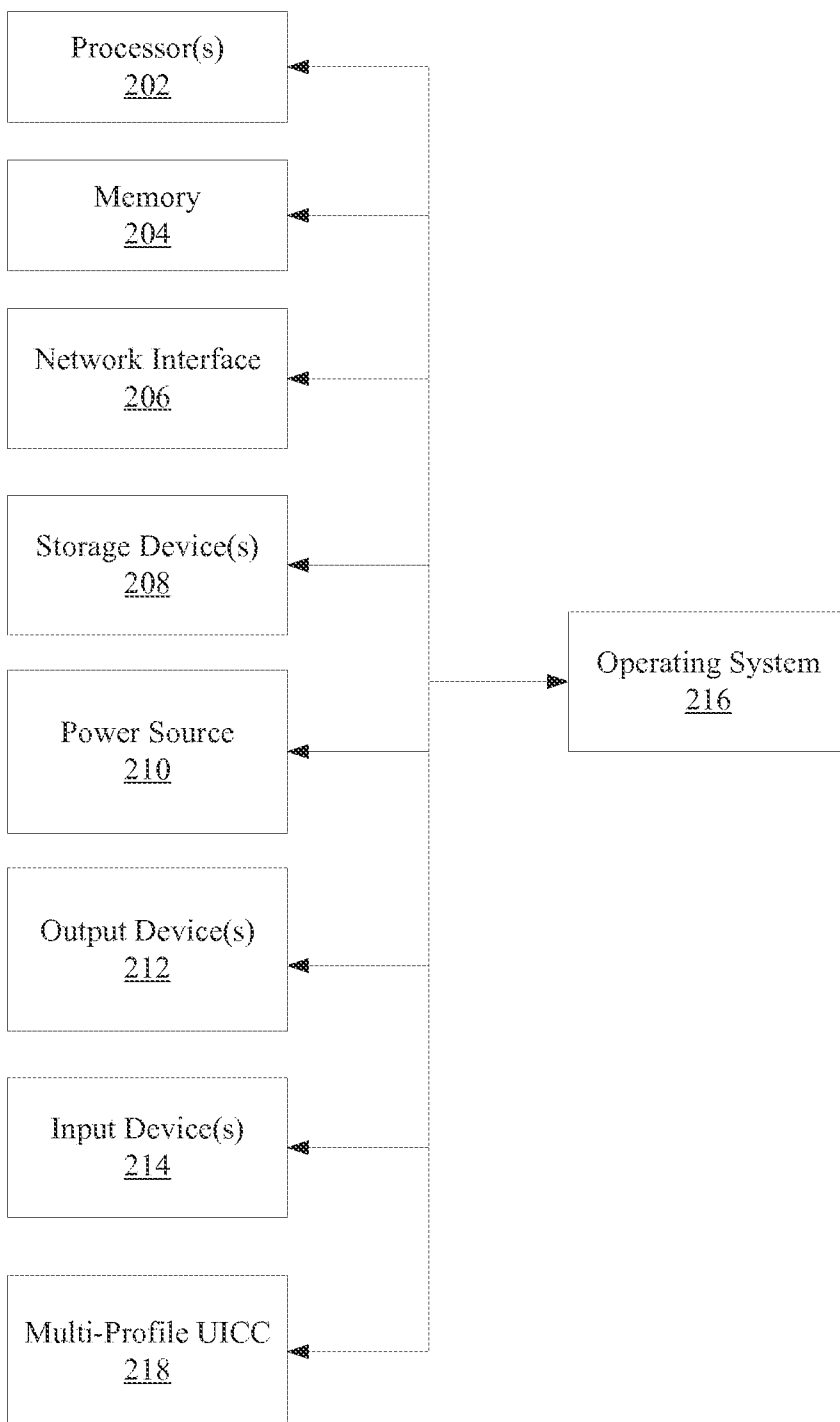 Processor(s)
202
Memory
204
Network Interface
206
Storage Device(s)
208
Operating System
216
Power Source
210
Output Device(s)
212
Input Device(s)
214
Multi-Profile UICC
218